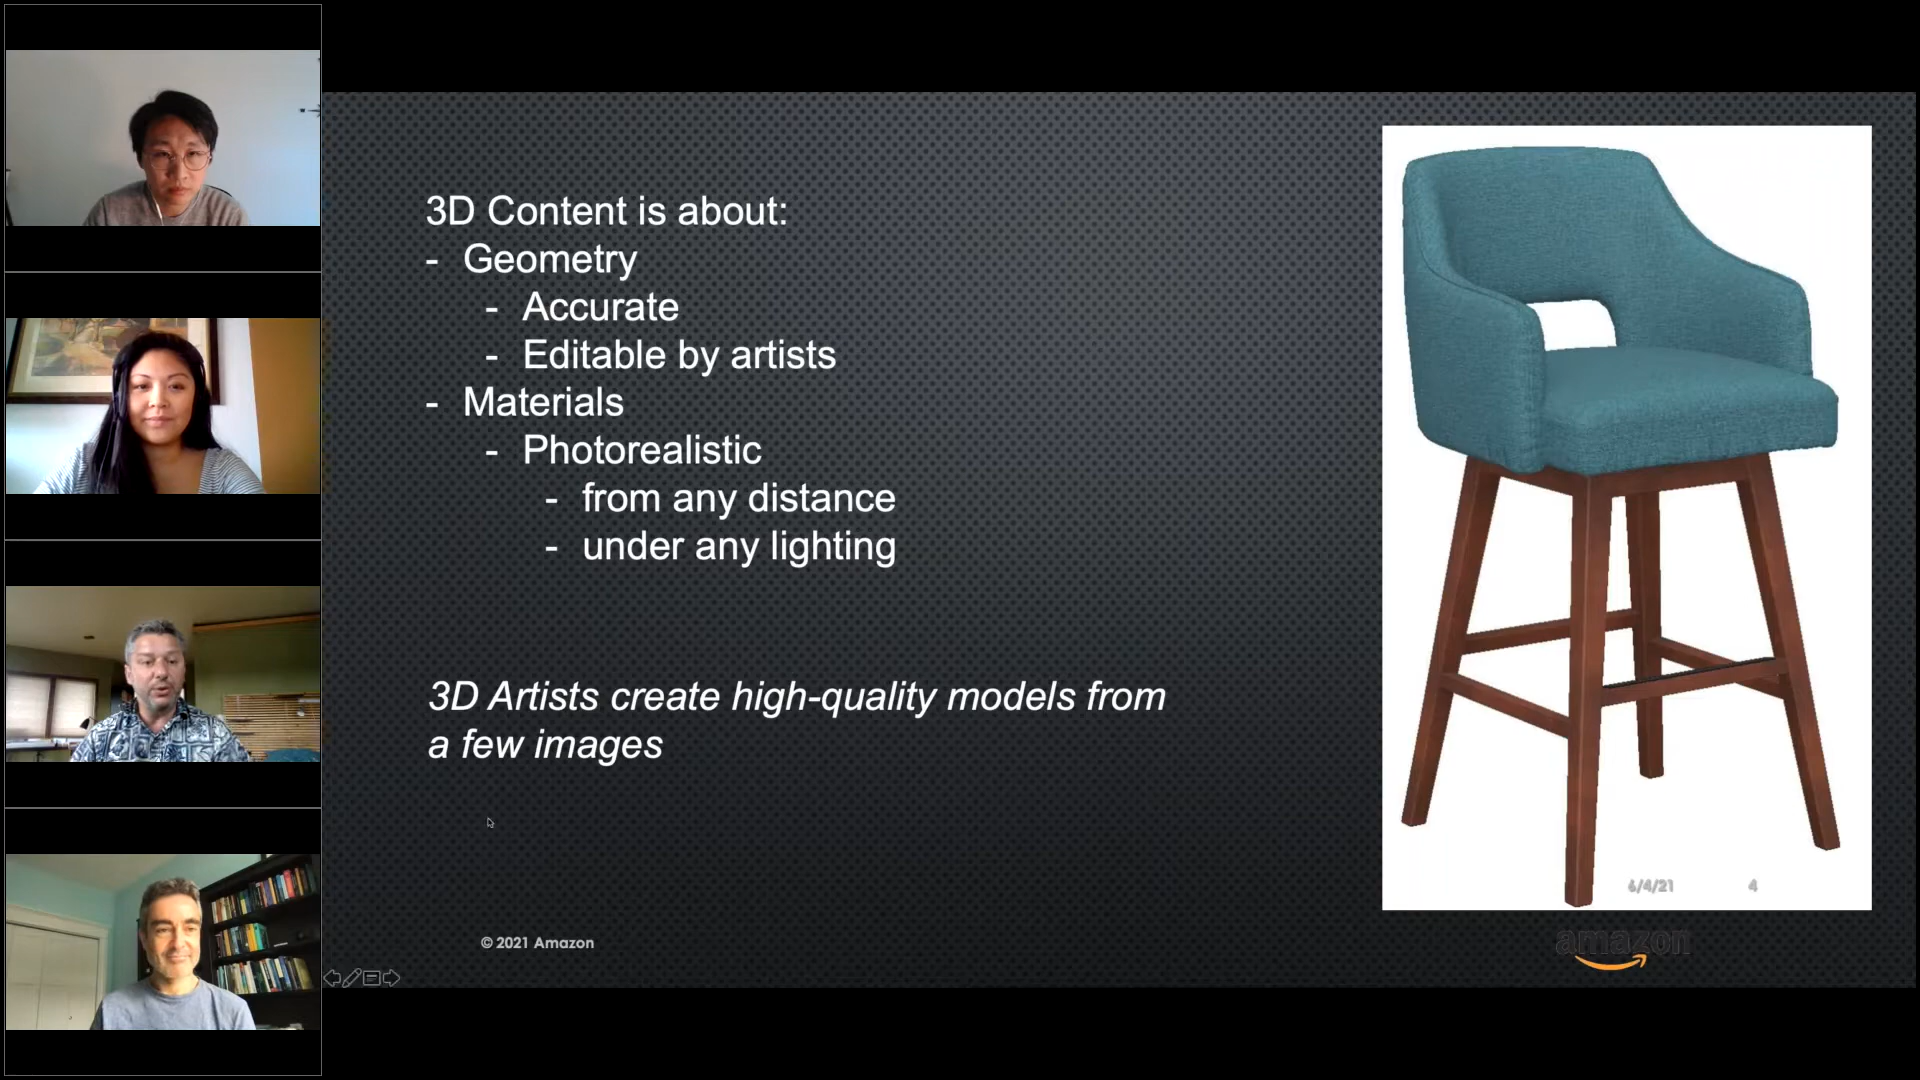 3D Content is about:
- Geometry
- Accurate
- Editable by artists
- Materials
- Photorealistic
- from any distance
- under any lighting
3D Artists create high-quality models from
a few images
6/4/21 4
© 2021 Amazon
amazon